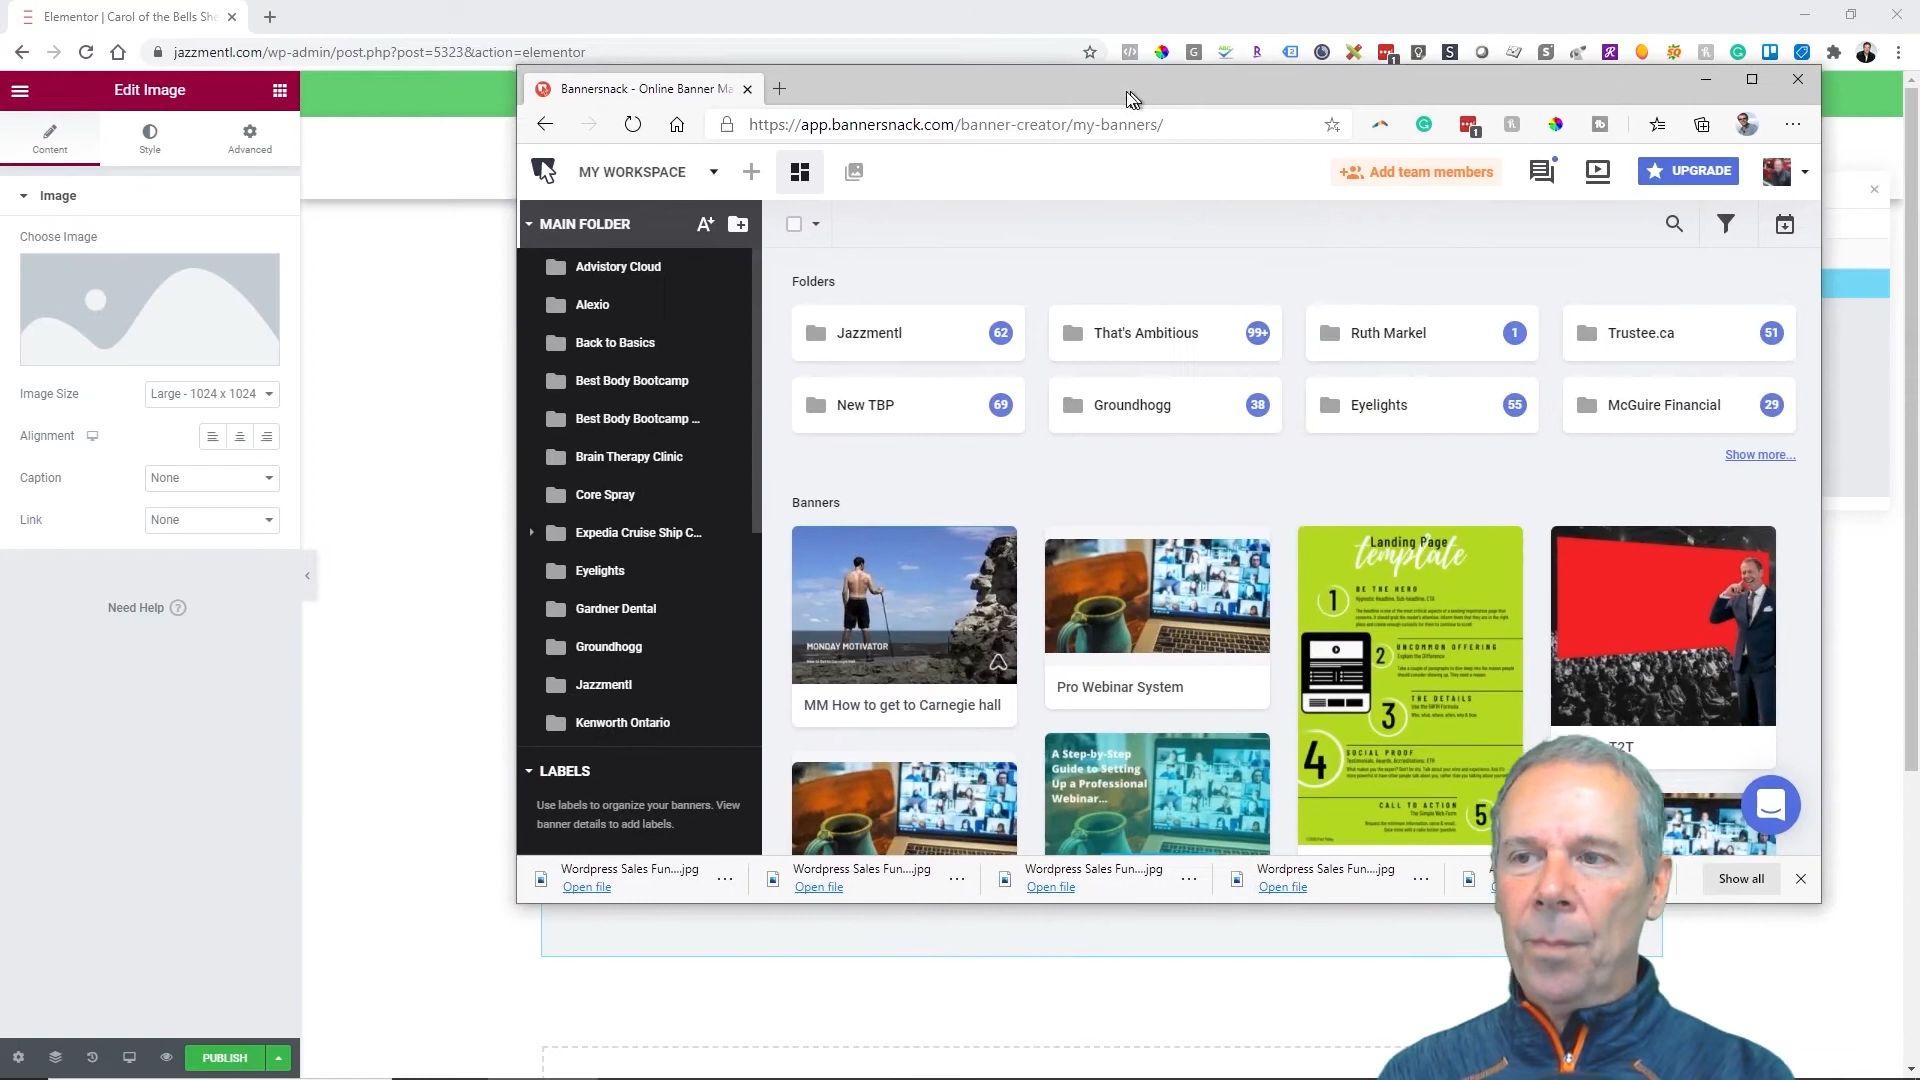 Elementor | Carol of the Bells She
jazzmentl.com/wp-admin/post.php?post=5323&action=elementor
Edit Image
Content
Style
Advanced
Image
Choose Image
Image Size
Large - 1024 x 1024
Alignment
Caption
None
Link
None
Need Help
PUBLISH
Bannersnack - Online Banner Ma
https://app.bannersnack.com/banner-creator/my-banners/
MY WORKSPACE
Add team members
UPGRADE
MAIN FOLDER
Advistory Cloud
Alexio
Back to Basics
Best Body Bootcamp
Best Body Bootcamp ...
Brain Therapy Clinic
Core Spray
Expedia Cruise Ship C...
Eyelights
Gardner Dental
Groundhogg
Jazzmentl
Kenworth Ontario
LABELS
Use labels to organize your banners. View
banner details to add labels.
Folders
Jazzmentl 62
That's Ambitious 99+
Ruth Markel 1
Trustee.ca 51
New TBP 69
Groundhogg 38
Eyelights 55
McGuire Financial 29
Show more...
Banners
MONDAY MOTIVATOR
MM How to get to Carnegie hall
Pro Webinar System
A Step-by-Step
Guide to Setting
Up a Professional
Webinar...
Landing Page
template
1
BE THE HERO
2
UNCOMMON OFFERING
Explain the Difference
3
THE DETAILS
4
SOCIAL PROOF
CALL TO ACTION
The Simple Web Form
5
T2T
Wordpress Sales Fun....jpg
Open file
Wordpress Sales Fun....jpg
Open file
Wordpress Sales Fun....jpg
Open file
Wordpress Sales Fun....jpg
Open file
Show all